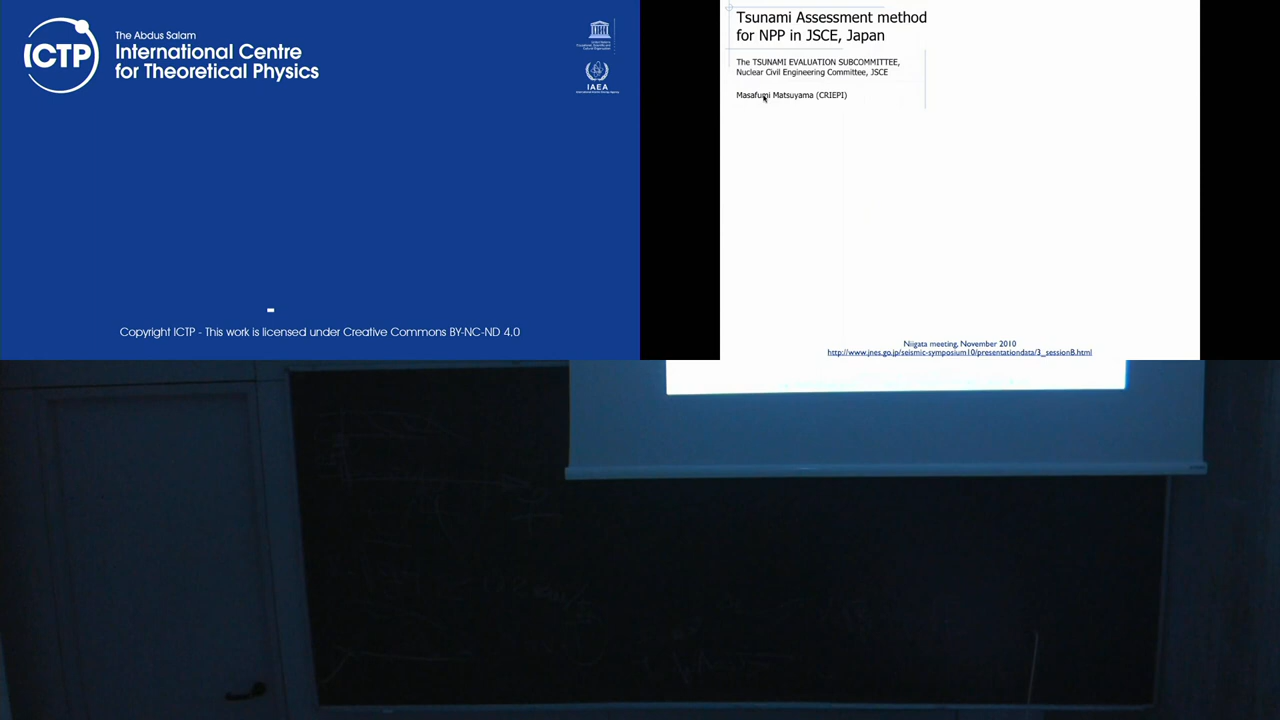 ICTP
The Abdus Salam
International Centre
for Theoretical Physics
IAEA
Copyright ICTP - This work is licensed under Creative Commons BY-NC-ND 4.0
Tsunami Assessment method
for NPP in JSCE, Japan
The TSUNAMI EVALUATION SUBCOMMITTEE,
Nuclear Civil Engineering Committee, JSCE
Masafumi Matsuyama (CRIEPI)
Niigata meeting, November 2010
http://www.jnes.go.jp/seismic-symposium10/presentationdata/3_sessionB.html